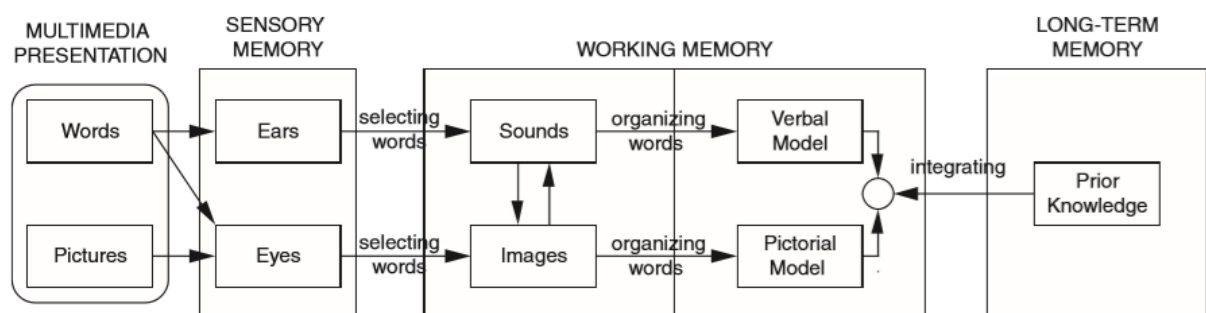 MULTIMEDIA
PRESENTATION
SENSORY
MEMORY
WORKING MEMORY
LONG-TERM
MEMORY
Words
Ears
selecting
words
Sounds
organizing
words
Verbal
Model
integrating
Prior
Knowledge
Pictures
Eyes
selecting
words
Images
organizing
words
Pictorial
Model